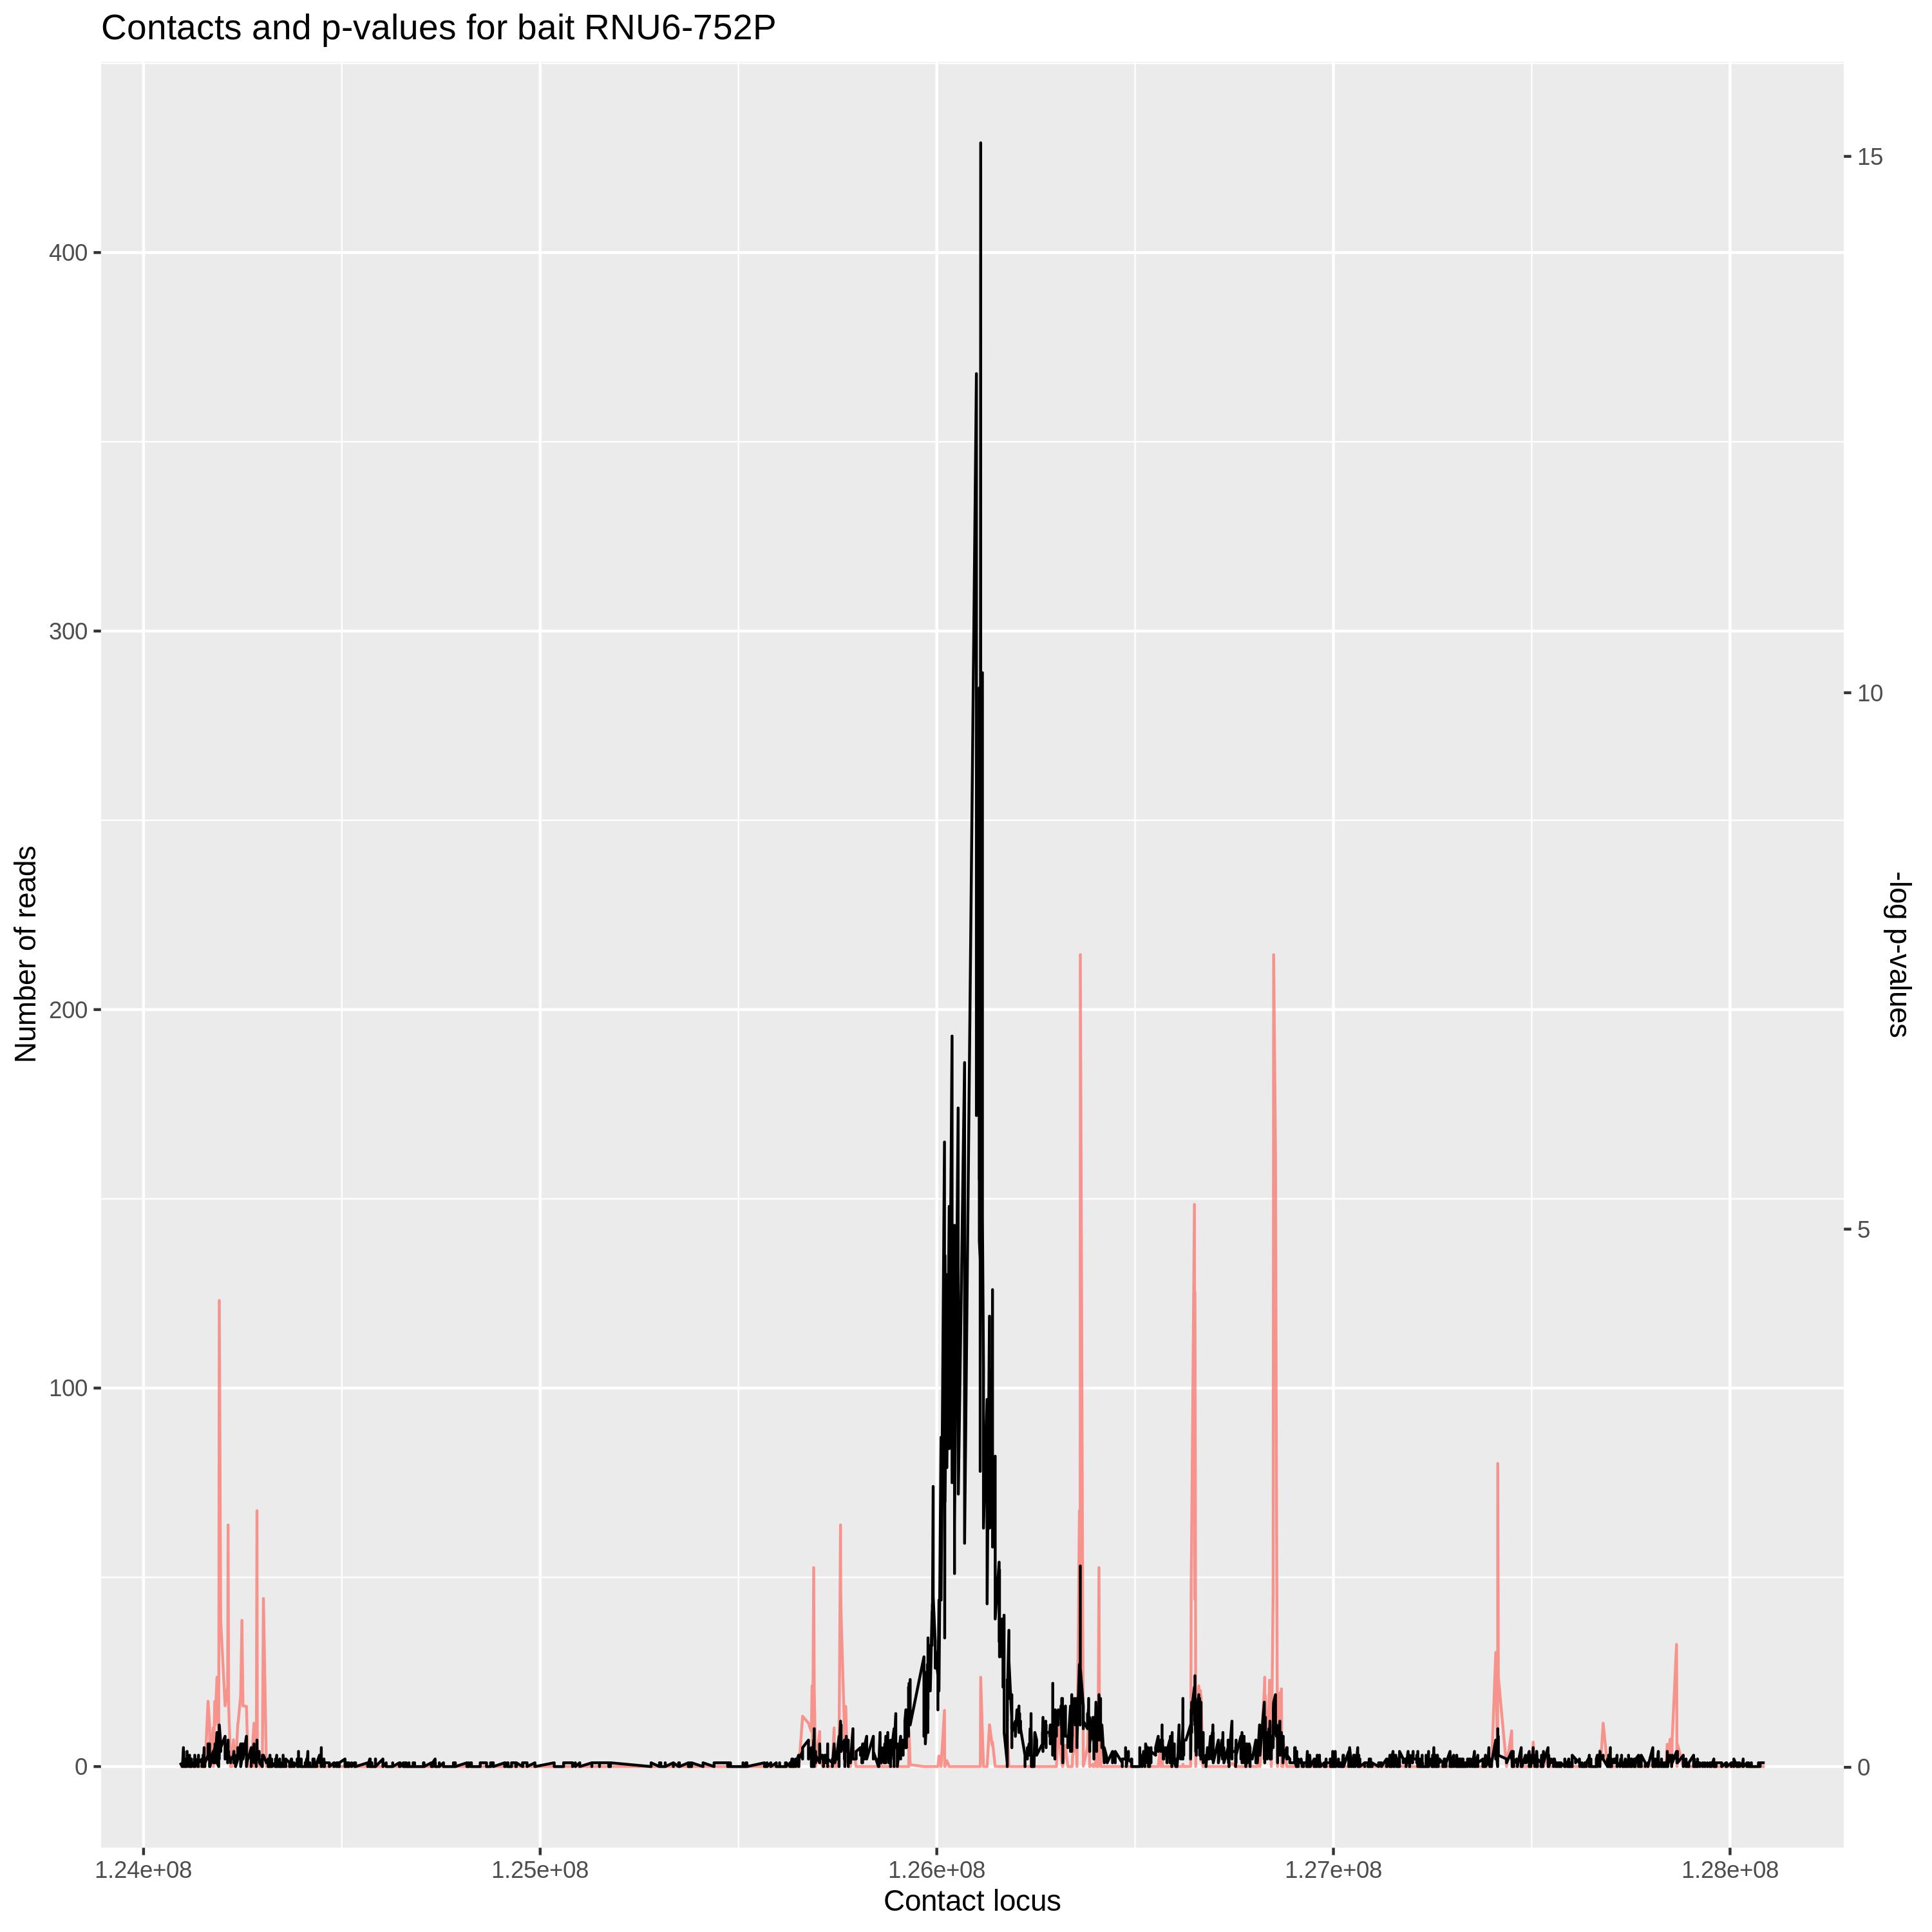 Contacts and p-values for bait RNU6-752P
400
300
200
100
0
Number of reads
15
10
5
0
-log p-values
1.24e+08
1.25e+08
1.26e+08
1.27e+08
1.28e+08
Contact locus